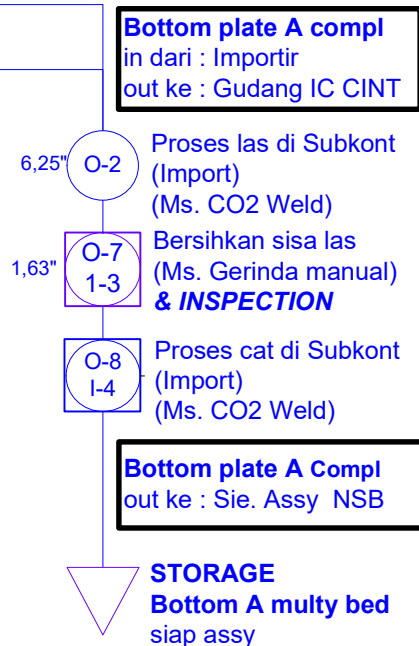 Bottom plate A compl
in dari : Importir
out ke : Gudang IC CINT
6,25"
O-2
Proses las di Subkont
(Import)
(Ms. CO2 Weld)
1,63"
O-7
1-3
Bersihkan sisa las
(Ms. Gerinda manual)
& INSPECTION
O-8
I-4
Proses cat di Subkont
(Import)
(Ms. CO2 Weld)
Bottom plate A Compl
out ke : Sie. Assy NSB
STORAGE
Bottom A multy bed
siap assy